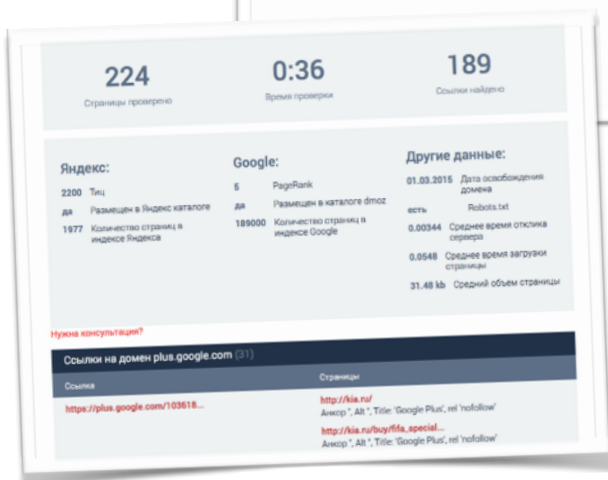 224
Страницы проверено
0:36
Время проверки
189
Ссылки найдено
Яндекс:
2200 Тиц
да Размещен в Яндекс каталоге
1977 Количество страниц в
индексе Яндекса
Google:
5 PageRank
да Размещен в каталоге dmoz
189000 Количество страниц в
индексе Google
Другие данные:
01.03.2015 Дата освобождения
домена
есть Robots.txt
0.00344 Среднее время отклика
сервера
0.0548 Среднее время загрузки
страницы
31.48 kb Средний объем страницы
Нужна консультация?
Ссылки на домен plus.google.com (31)
Ссылка Страницы
https://plus.google.com/103618...
http://kia.ru/
Анкор '', Alt '', Title: 'Google Plus', rel 'nofollow'
http://kia.ru/buy/fifa_special...
Анкор '', Alt '', Title: 'Google Plus', rel 'nofollow'